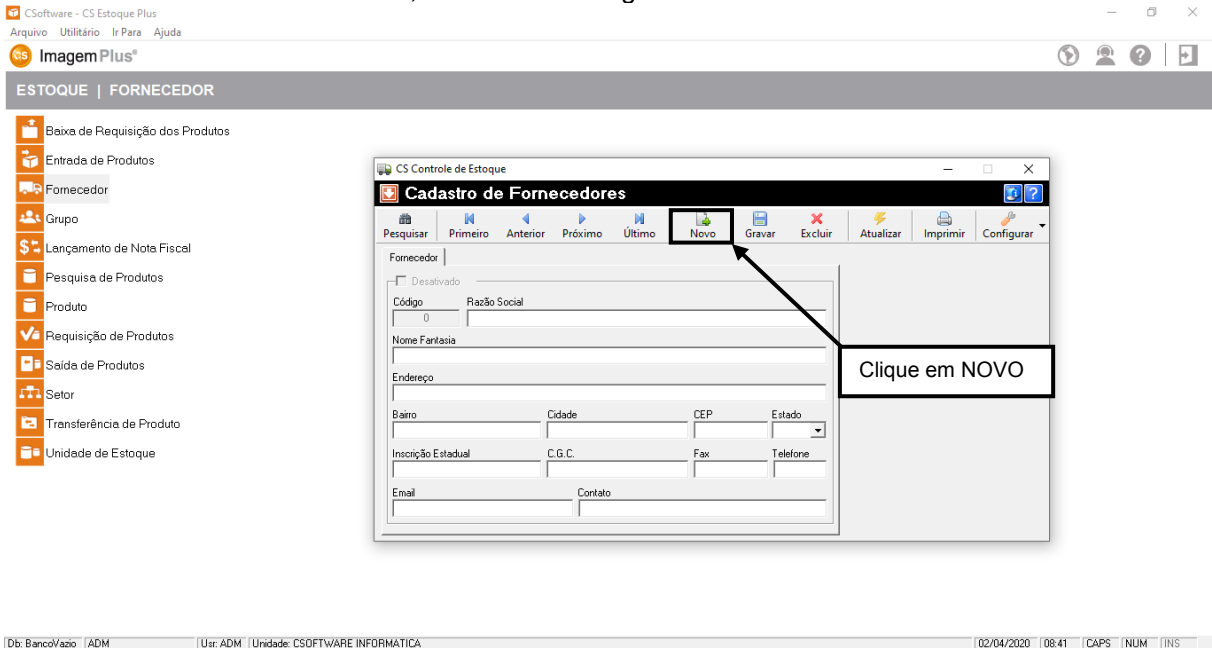 CSoftware - CS Estoque Plus
Arquivo Utilitário Ir Para Ajuda
CS ImagemPlus®
ESTOQUE | FORNECEDOR
Baixa de Requisição dos Produtos
Entrada de Produtos
Fornecedor
Grupo
Lançamento de Nota Fiscal
Pesquisa de Produtos
Produto
Requisição de Produtos
Saída de Produtos
Setor
Transferência de Produto
Unidade de Estoque
CS Controle de Estoque
Cadastro de Fornecedores
Pesquisar Primeiro Anterior Próximo Último Novo Gravar Excluir Atualizar Imprimir Configurar
Fornecedor
Desativado
Código Razão Social
0
Nome Fantasia
Endereço
Bairro Cidade CEP Estado
Inscrição Estadual C.G.C. Fax Telefone
Email Contato
Clique em NOVO
Db: BancoVazio ADM Usr: ADM Unidade: CSOFTWARE INFORMATICA 02/04/2020 08:41 CAPS NUM INS